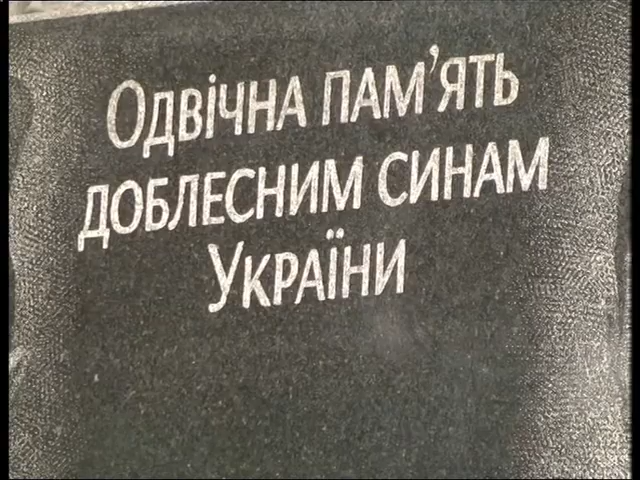 Одвічна пам’ять
доблесним синам
України